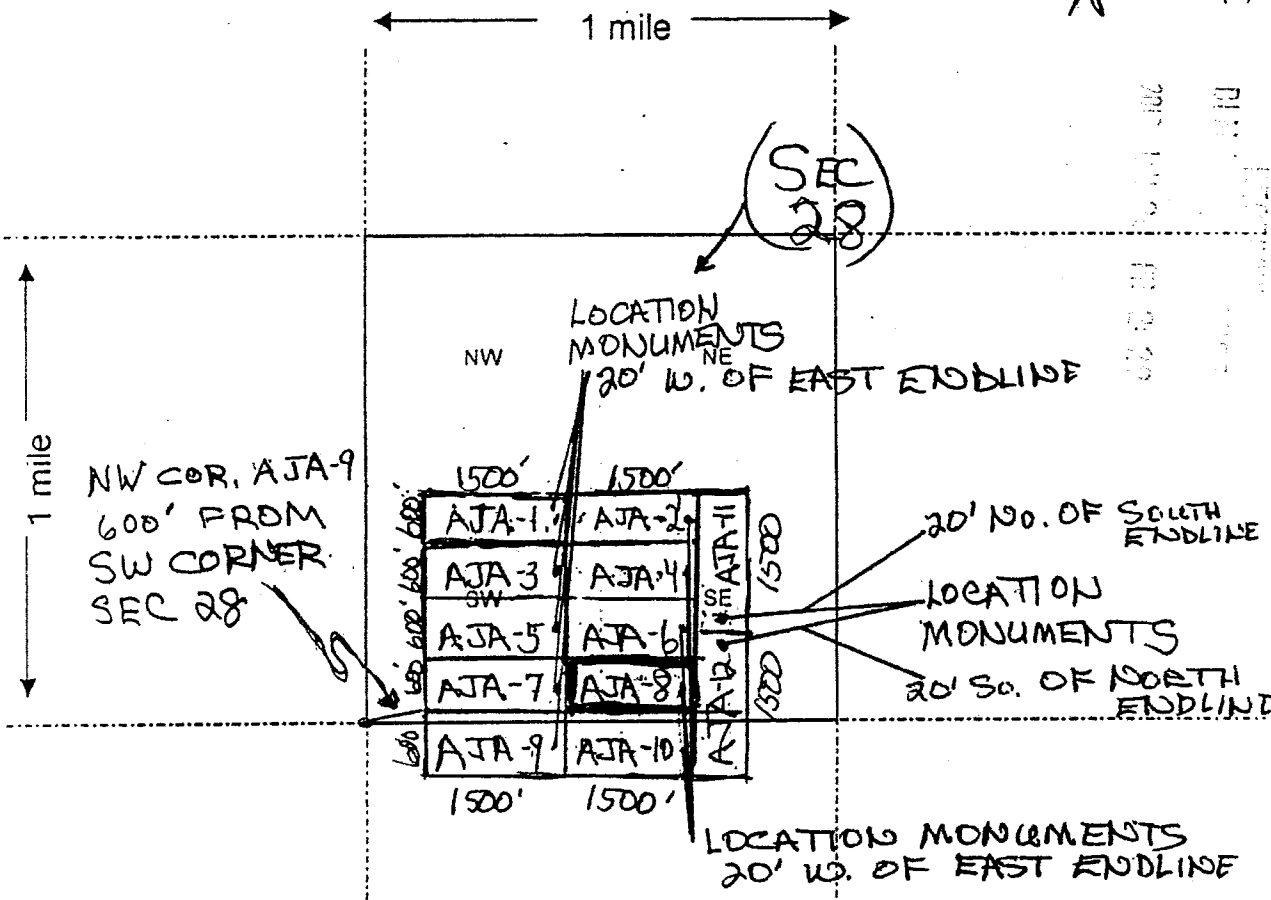 1 mile
SEC
28
1 mile
LOCATION
MONUMENTS
20' W. OF EAST ENDLINE
NW
NE
NW COR. AJA-9
600' FROM
SW CORNER
SEC 28
1500' 1500'
600' AJA-1 AJA-2
600' AJA-3 AJA-4
SW
SE
600' AJA-5 AJA-6
600' AJA-7 AJA-8
600' AJA-9 AJA-10
1500' 1500'
AJA-11
1500
AJA-12
1500
20' NO. OF SOUTH
ENDLINE
LOCATION
MONUMENTS
20' SO. OF NORTH
ENDLINE
LOCATION MONUMENTS
20' W. OF EAST ENDLINE